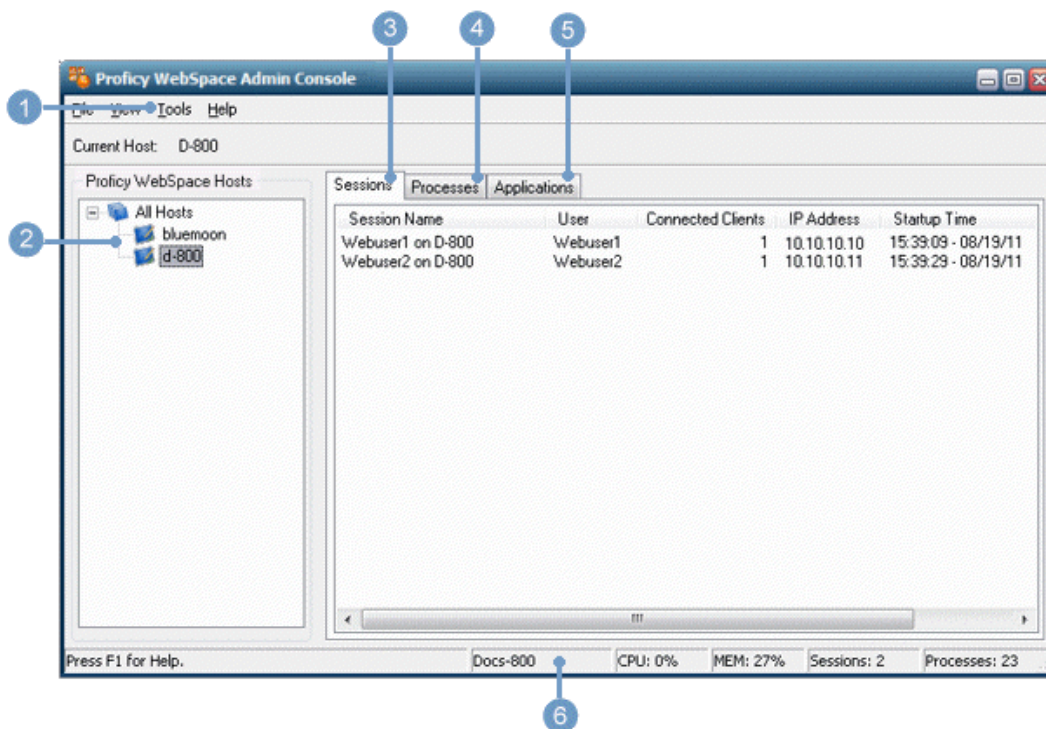 3 4 5
Proficy WebSpace Admin Console
1
File View Tools Help
Current Host: D-800
Proficy WebSpace Hosts
All Hosts
2
bluemoon
d-800
Sessions Processes Applications
Session Name User Connected Clients IP Address Startup Time
Webuser1 on D-800 Webuser1 1 10.10.10.10 15:39:09 - 08/19/11
Webuser2 on D-800 Webuser2 1 10.10.10.11 15:39:29 - 08/19/11
Press F1 for Help. Docs-800 CPU: 0% MEM: 27% Sessions: 2 Processes: 23
6